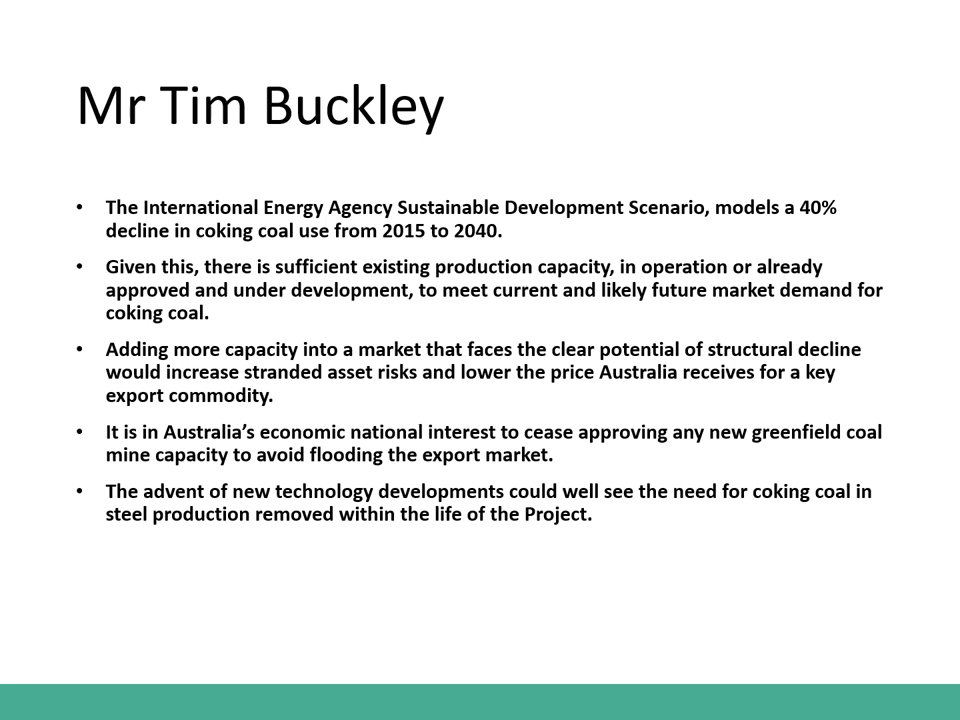 Mr Tim Buckley
• The International Energy Agency Sustainable Development Scenario, models a 40%
decline in coking coal use from 2015 to 2040.
• Given this, there is sufficient existing production capacity, in operation or already
approved and under development, to meet current and likely future market demand for
coking coal.
• Adding more capacity into a market that faces the clear potential of structural decline
would increase stranded asset risks and lower the price Australia receives for a key
export commodity.
• It is in Australia’s economic national interest to cease approving any new greenfield coal
mine capacity to avoid flooding the export market.
• The advent of new technology developments could well see the need for coking coal in
steel production removed within the life of the Project.